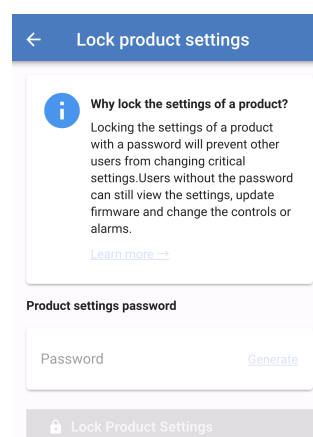 ← Lock product settings
Why lock the settings of a product?
Locking the settings of a product
with a password will prevent other
users from changing critical
settings.Users without the password
can still view the settings, update
firmware and change the controls or
alarms.
Learn more →
Product settings password
Password Generate
Lock Product Settings